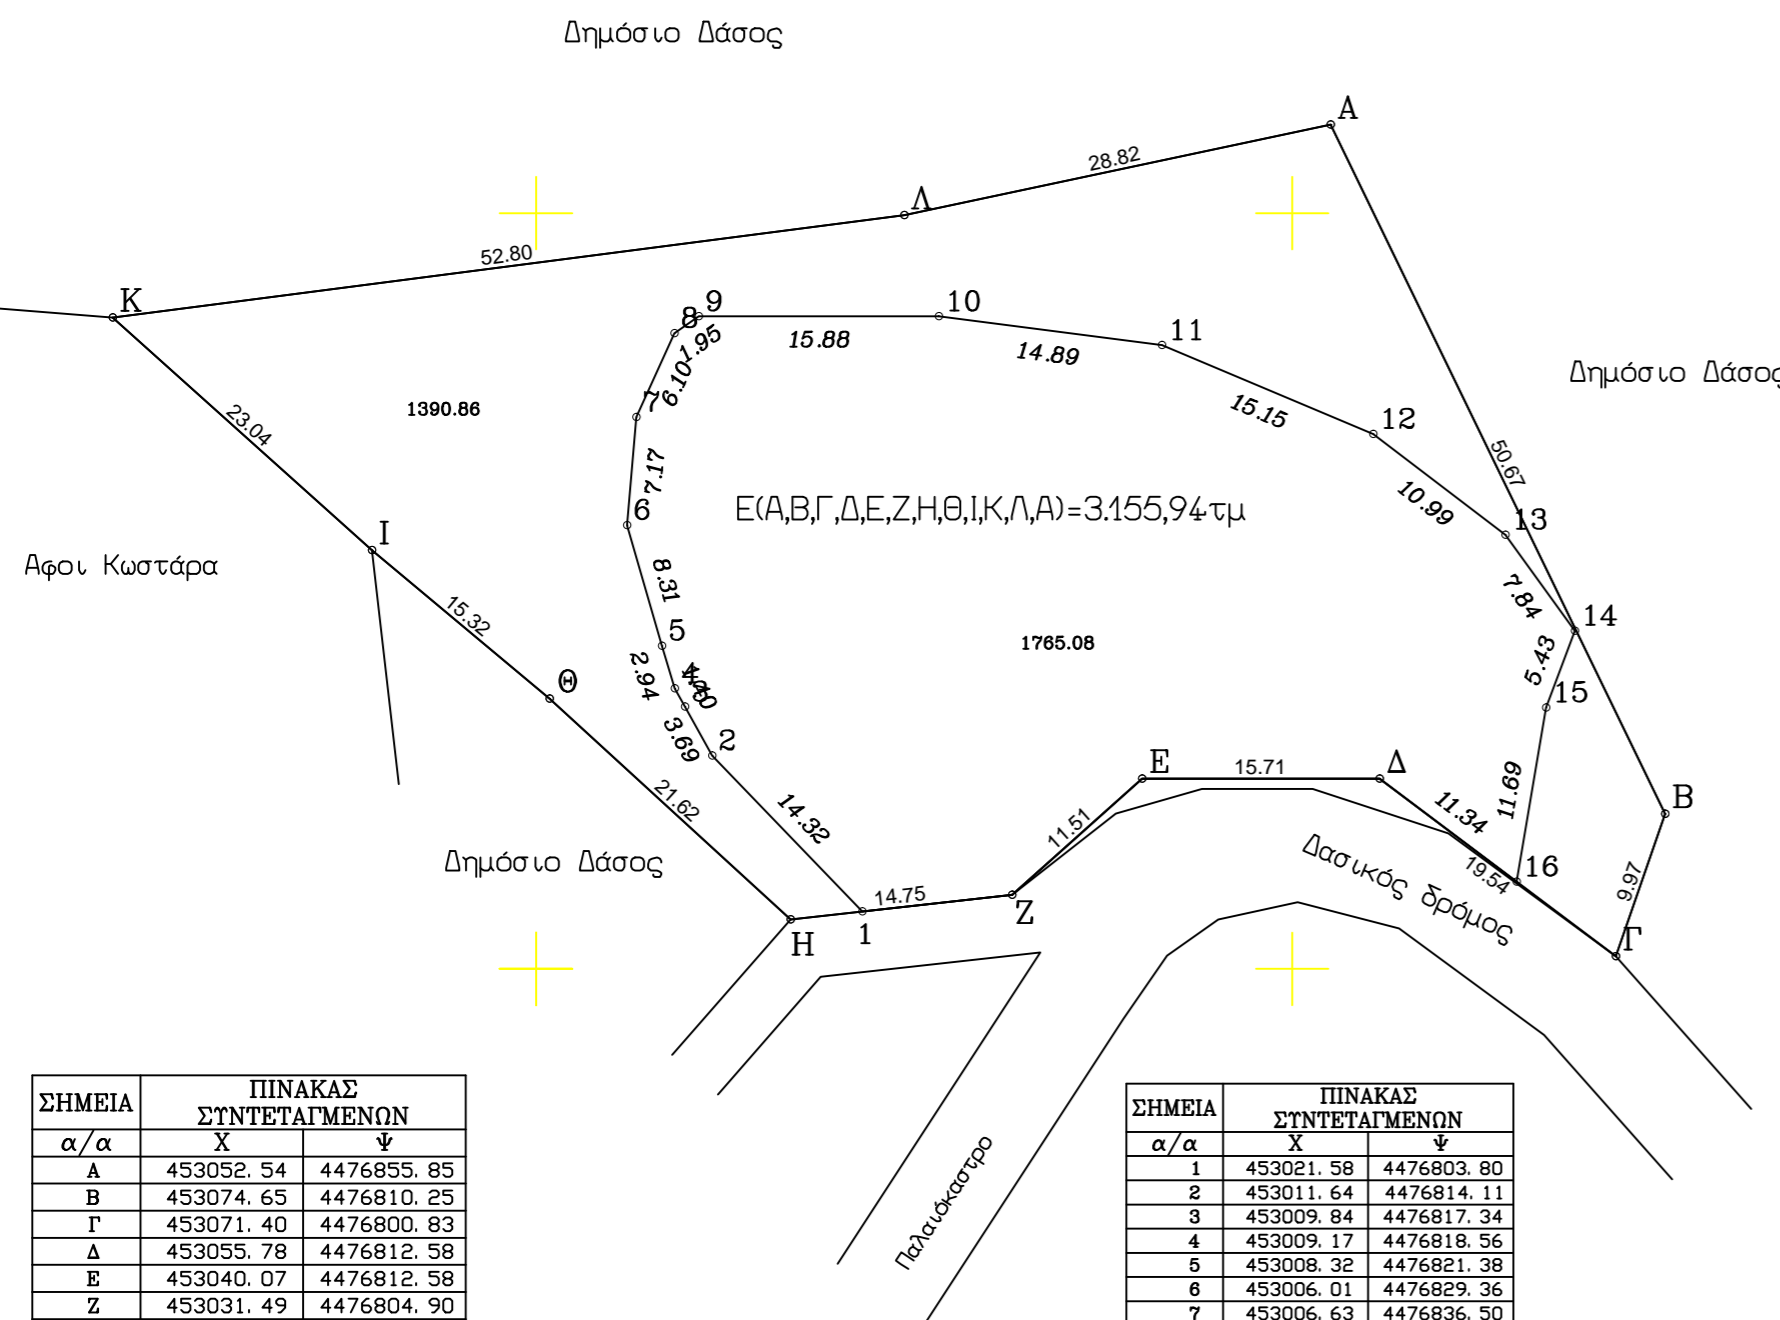 Δημόσιο Δάσος
Α
28.82
Λ
52.80
Κ
9
10
8
11
1.95
15.88
14.89
Δημόσιο Δάσος
6.10
7
1390.86
15.15
12
23.04
50.67
7.17
10.99
6
Ε(Α,Β,Γ,Δ,Ε,Ζ,Η,Θ,Ι,Κ,Λ,Α)=3.155,94τμ
13
Ι
Αφοι Κωστάρα
8.31
7.84
15.32
14
5
1765.08
5.43
2.94
Θ
15
3.69
2
Ε
15.71
Δ
21.62
14.32
11.69
11.34
Β
11.51
Δημόσιο Δάσος
Δασικός δρόμος
19.54
16
9.97
14.75
Ζ
Η
1
Γ
ΣΗΜΕΙΑ ΠΙΝΑΚΑΣ
ΣΥΝΤΕΤΑΓΜΕΝΩΝ
α/α Χ Ψ
Α 453052.54 4476855.85
Β 453074.65 4476810.25
Γ 453071.40 4476800.83
Δ 453055.78 4476812.58
Ε 453040.07 4476812.58
Ζ 453031.49 4476804.90
Παλαιόκαστρο
ΣΗΜΕΙΑ ΠΙΝΑΚΑΣ
ΣΥΝΤΕΤΑΓΜΕΝΩΝ
α/α Χ Ψ
1 453021.58 4476803.80
2 453011.64 4476814.11
3 453009.84 4476817.34
4 453009.17 4476818.56
5 453008.32 4476821.38
6 453006.01 4476829.36
7 453006.63 4476836.50